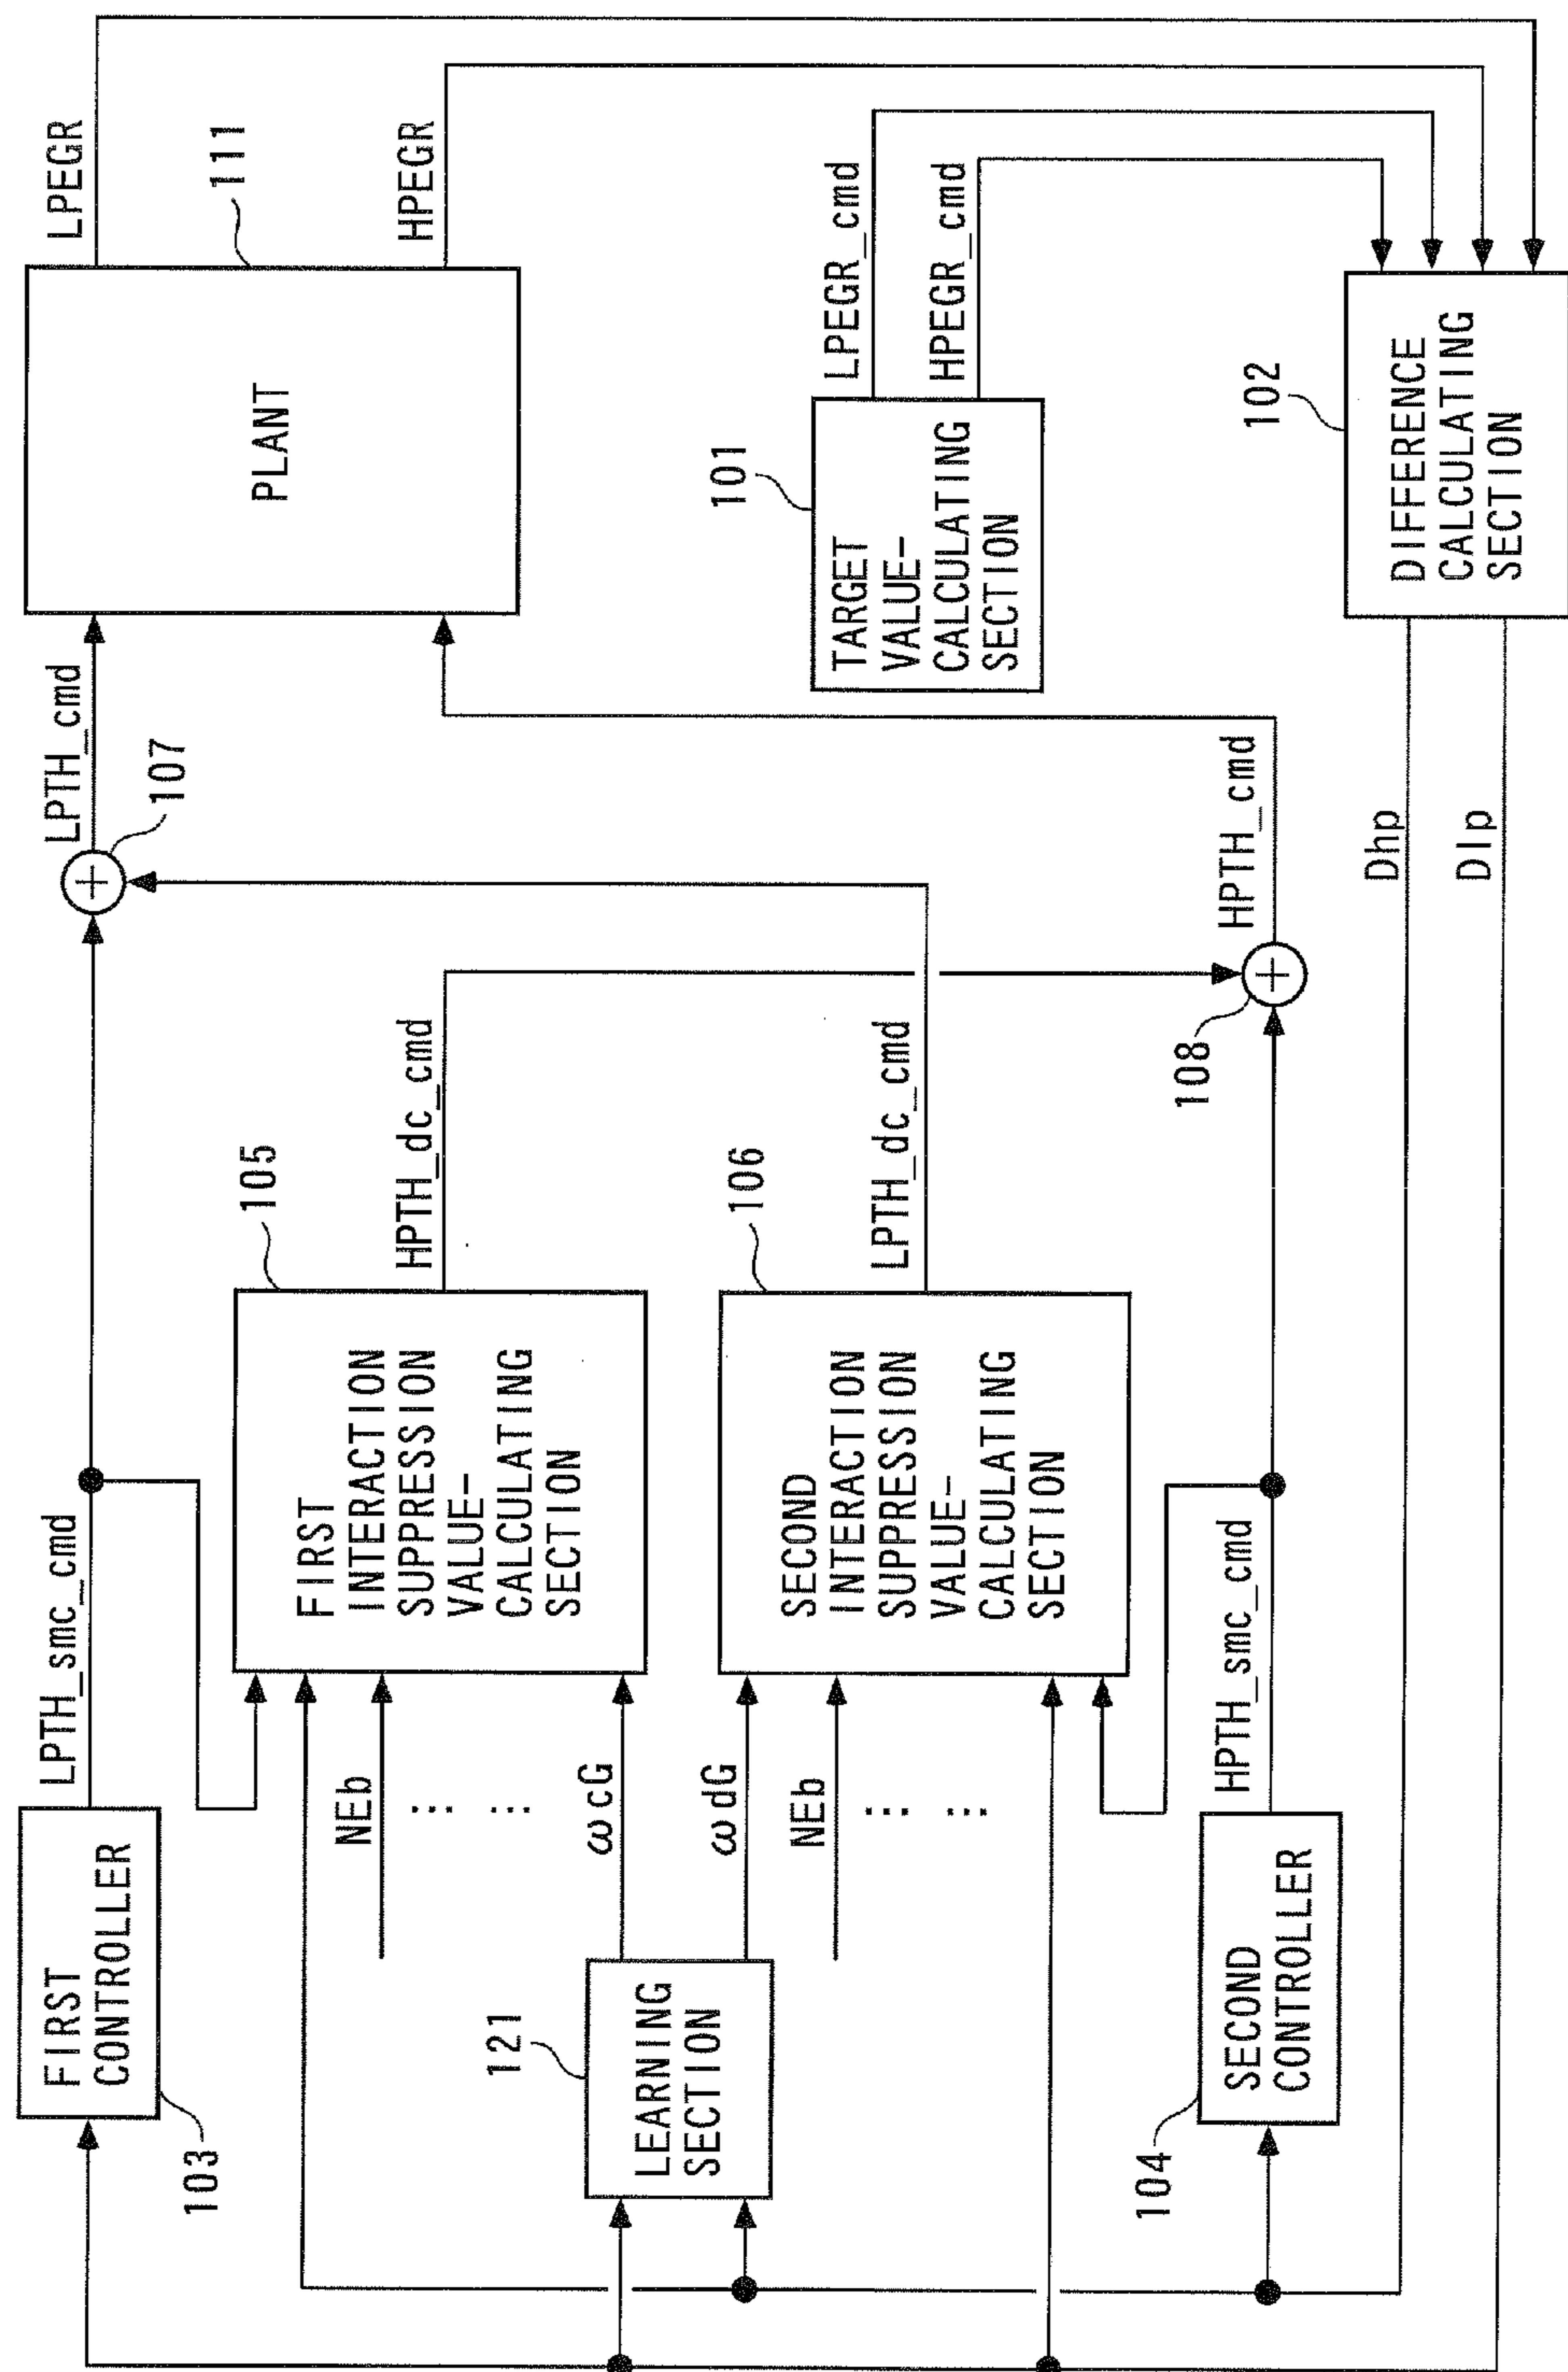 FIRST
CONTROLLER
103
LPTH_smc_cmd
LPTH_cmd
107
PLANT
111
LPEGR
HPEGR
FIRST
INTERACTION
SUPPRESSION
VALUE-
CALCULATING
SECTION
105
HPTH_dc_cmd
NEb
... ...
ωcG
LEARNING
SECTION
121
ωdG
NEb
... ...
SECOND
INTERACTION
SUPPRESSION
VALUE-
CALCULATING
SECTION
106
LPTH_dc_cmd
TARGET
VALUE-
CALCULATING
SECTION
101
LPEGR_cmd
HPEGR_cmd
SECOND
CONTROLLER
104
HPTH_smc_cmd
108
HPTH_cmd
Dhp
Dlp
DIFFERENCE
CALCULATING
SECTION
102